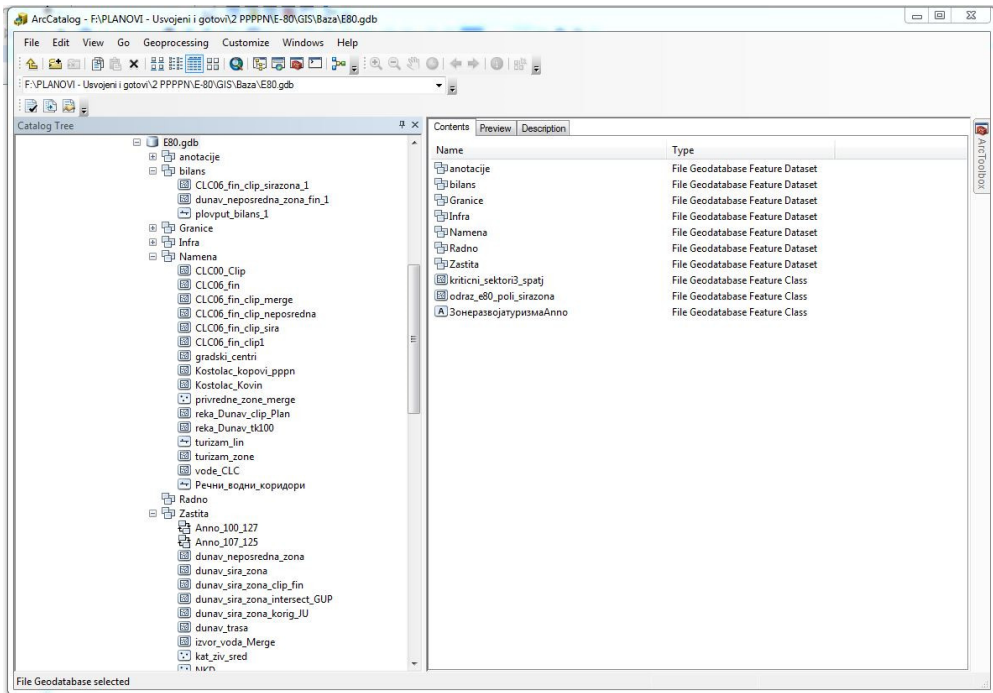 ArcCatalog - F:\PLANOVI - Usvojeni i gotovi\2 PPPPN\E-80\GIS\Baza\E80.gdb
File Edit View Go Geoprocessing Customize Windows Help
F:\PLANOVI - Usvojeni i gotovi\2 PPPPN\E-80\GIS\Baza\E80.gdb
Catalog Tree
E80.gdb
anotacije
bilans
CLC06_fin_clip_sirazona_1
dunav_neposredna_zona_fin_1
plovput_bilans_1
Granice
Infra
Namena
CLC00_Clip
CLC06_fin
CLC06_fin_clip_merge
CLC06_fin_clip_neposredna
CLC06_fin_clip_sira
CLC06_fin_clip1
gradski_centri
Kostolac_kopovi_pppn
Kostolac_Kovin
privredne_zone_merge
reka_Dunav_clip_Plan
reka_Dunav_tk100
turizam_lin
turizam_zone
vode_CLC
Речни_водни_коридори
Radno
Zastita
Anno_100_127
Anno_107_125
dunav_neposredna_zona
dunav_sira_zona
dunav_sira_zona_clip_fin
dunav_sira_zona_intersect_GUP
dunav_sira_zona_korig_JU
dunav_trasa
izvor_voda_Merge
kat_ziv_sred
NKD
Contents Preview Description
Name Type
anotacije File Geodatabase Feature Dataset
bilans File Geodatabase Feature Dataset
Granice File Geodatabase Feature Dataset
Infra File Geodatabase Feature Dataset
Namena File Geodatabase Feature Dataset
Radno File Geodatabase Feature Dataset
Zastita File Geodatabase Feature Dataset
kriticni_sektori3_spatj File Geodatabase Feature Class
odraz_e80_poli_sirazona File Geodatabase Feature Class
A ЗонеразвојатуризмаAnno File Geodatabase Feature Class
ArcToolbox
File Geodatabase selected